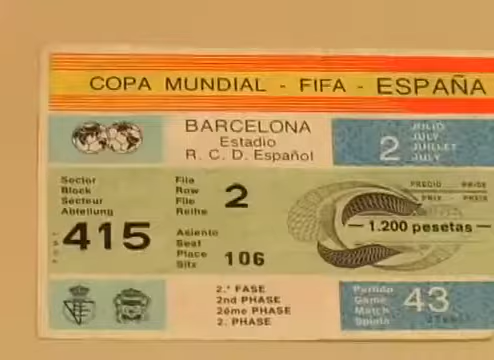 COPA MUNDIAL - FIFA - ESPAÑA
BARCELONA
Estadio
R. C. D. Español
2
JULIO
JULY
JUILLET
JULY
Sector
Block
Secteur
Abteilung
415
Fila
Row
File
Reihe
2
Asiento
Seat
Place
Sitz
106
PRECIO PRICE
PRIX PREIS
1.200 pesetas
2.ª FASE
2nd PHASE
2éme PHASE
2. PHASE
Partido
Game
Match
Spiele
43